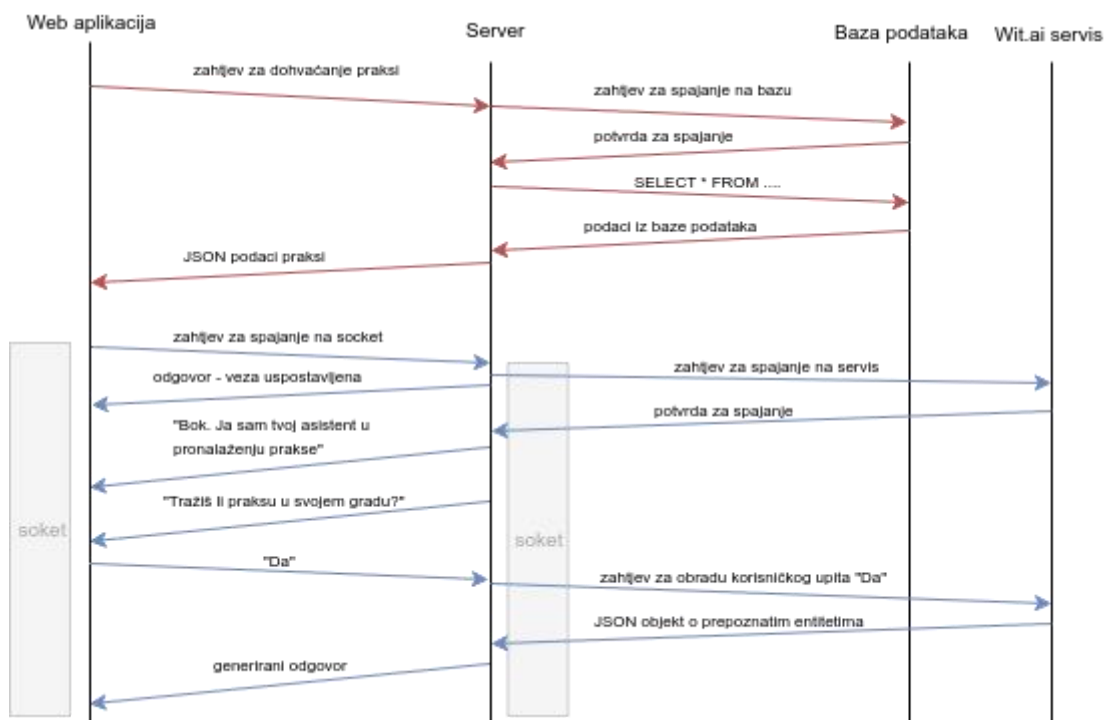 Web aplikacija
Server
Baza podataka
Wit.ai servis
zahtjev za dohvaćanje praksi
zahtjev za spajanje na bazu
potvrda za spajanje
SELECT * FROM ....
podaci iz baze podataka
JSON podaci praksi
zahtjev za spajanje na socket
zahtjev za spajanje na servis
odgovor - veza uspostavljena
potvrda za spajanje
"Bok. Ja sam tvoj asistent u
pronalaženju prakse"
"Tražiš li praksu u svojem gradu?"
soket
soket
"Da"
zahtjev za obradu korisničkog upita "Da"
JSON objekt o prepoznatim entitetima
generirani odgovor